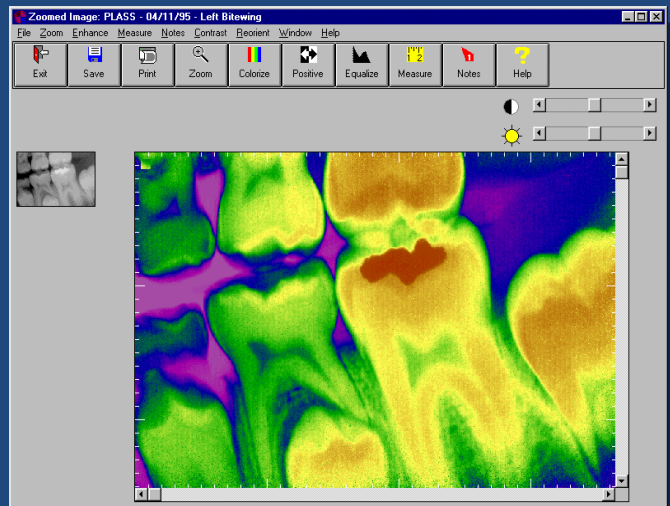 Zoomed Image: PLASS - 04/11/95 - Left Bitewing
File Zoom Enhance Measure Notes Contrast Reorient Window Help
1 2 1 ?
Exit Save Print Zoom Colorize Positive Equalize Measure Notes Help